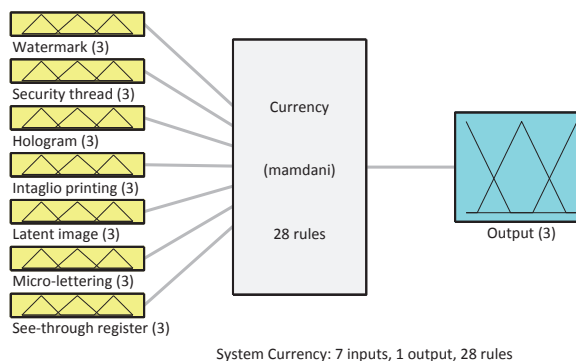 Watermark (3)
Security thread (3)
Hologram (3)
Intaglio printing (3)
Latent image (3)
Micro-lettering (3)
See-through register (3)
Currency
(mamdani)
28 rules
Output (3)
System Currency: 7 inputs, 1 output, 28 rules